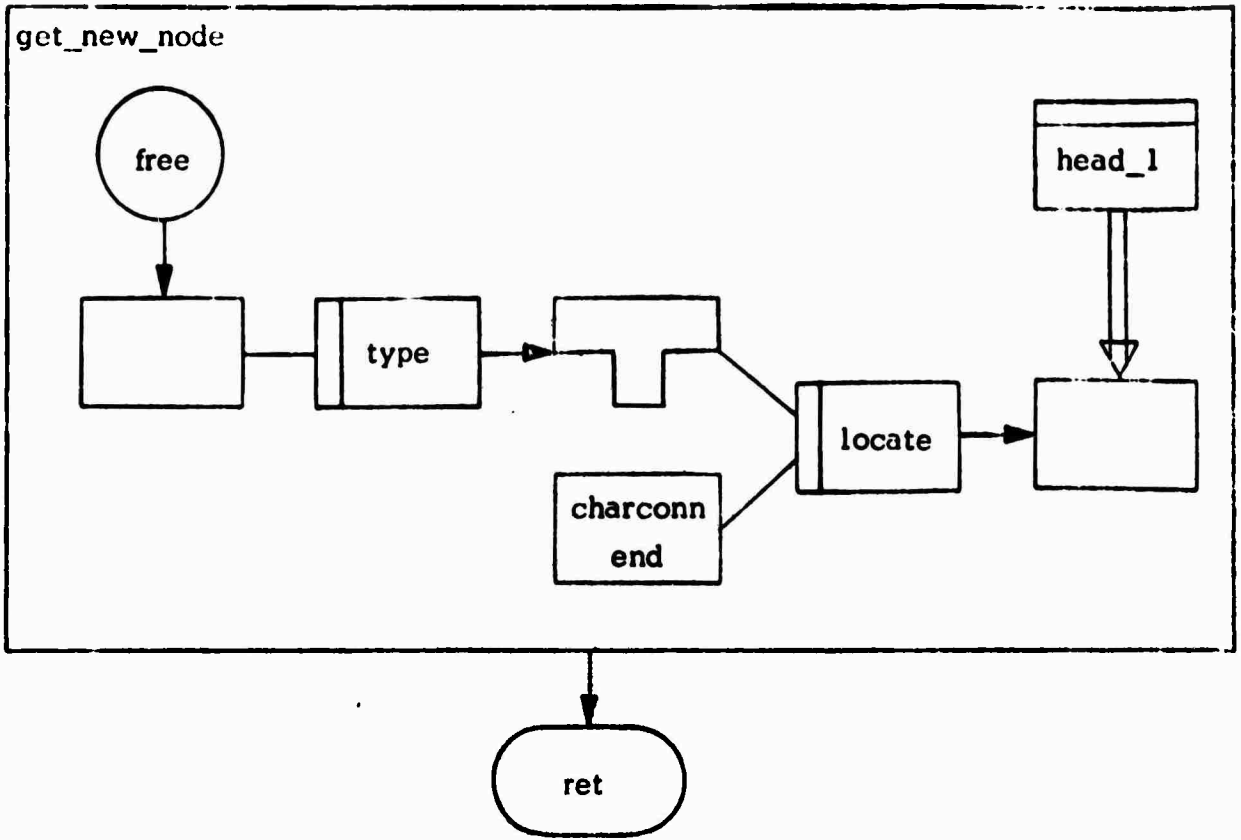 get_new_node
free
head_1
type
locate
charconn
end
ret